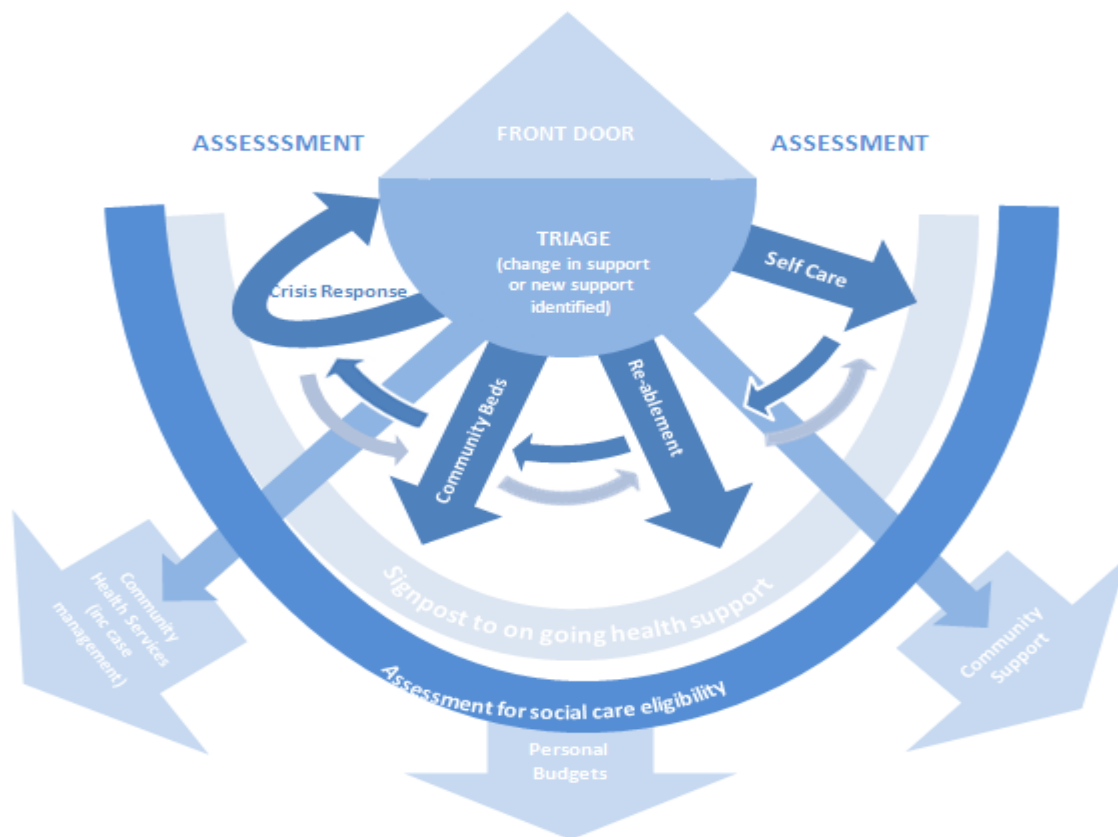 FRONT DOOR
ASSESSSMENT
ASSESSMENT
TRIAGE
(change in support
or new support
identified)
Self Care
Crisis Response
Community Beds
Re-ablement
Signpost to on going health support
Assessment for social care eligibility
Community
Health Services
(inc case
management)
Community
Support
Personal
Budgets